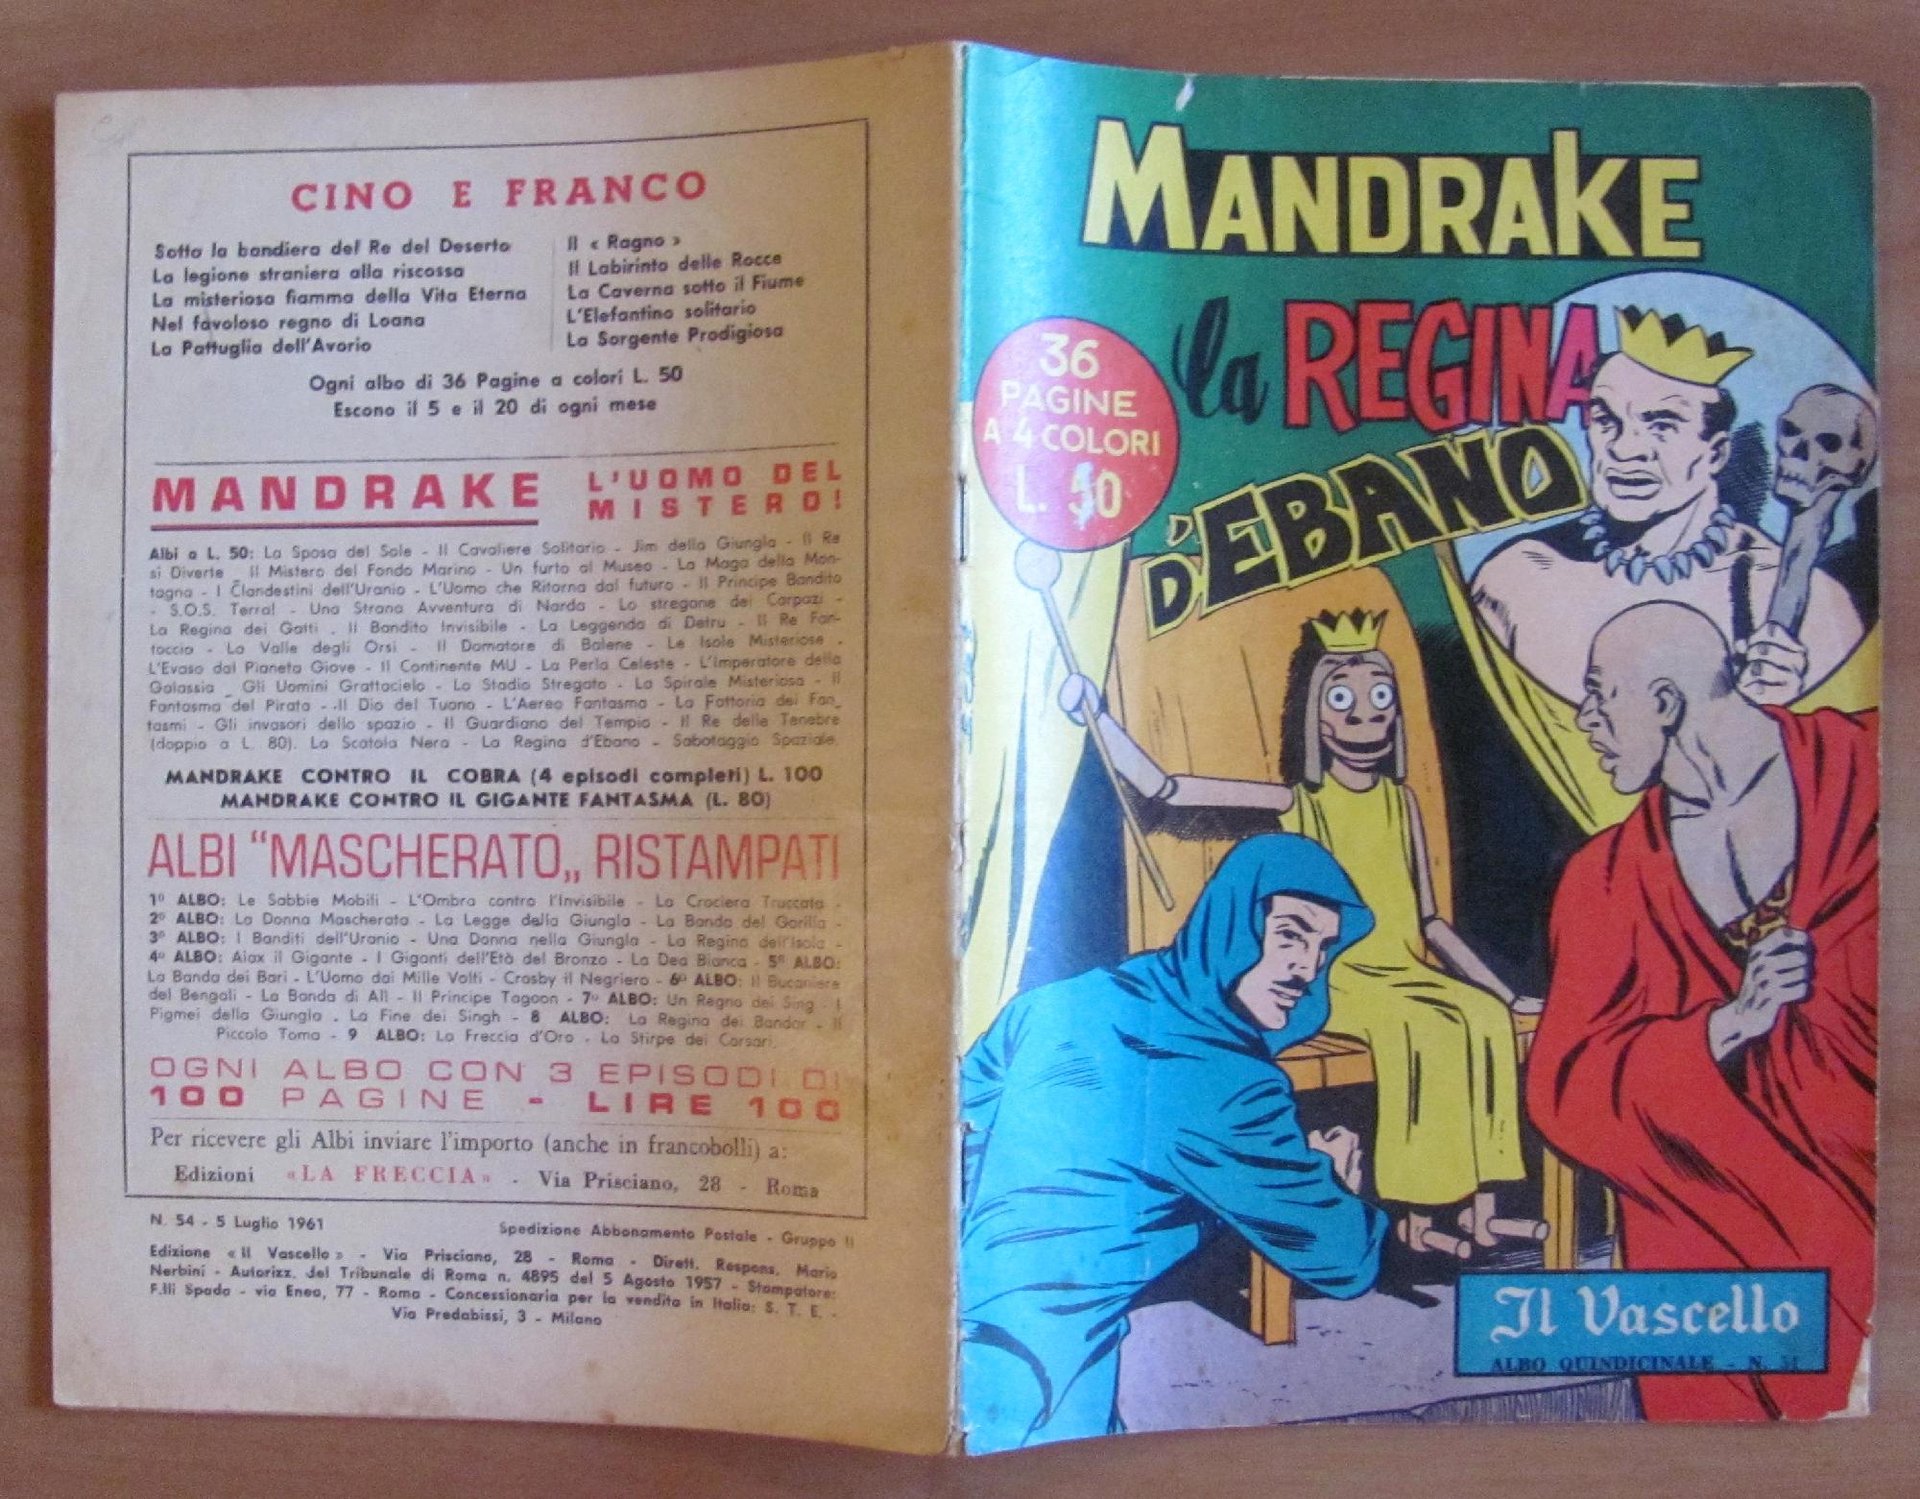 CINO E FRANCO
Sotto la bandiera del Re del Deserto
La legione straniera alla riscossa
La misteriosa fiamma della Vita Eterna
Nel favoloso regno di Loana
La Pattuglia dell'Avorio
Il « Ragno »
Il Labirinto delle Rocce
La Caverna sotto il Fiume
L'Elefantino solitario
La Sorgente Prodigiosa
Ogni albo di 36 Pagine a colori L. 50
Escono il 5 e il 20 di ogni mese
MANDRAKE L'UOMO DEL
MISTERO!
Albi a L. 50: La Sposa del Sole - Il Cavaliere Solitario - Jim della Giungla - Il Re
si Diverte   Il Mistero del Fondo Marino - Un furto al Museo - La Maga della Mon-
tagna - I Clandestini dell'Uranio - L'Uomo che Ritorna dal futuro - Il Principe Bandito
- S.O.S. Terra! - Una Strana Avventura di Narda - Lo stregone dei Carpazi -
La Regina dei Gatti . Il Bandito Invisibile - La Leggenda di Detru - Il Re Fan-
toccio - La Valle degli Orsi - Il Domatore di Balene - Le Isole Misteriose .
L'Evaso dal Pianeta Giove - Il Continente MU - La Perla Celeste - L'Imperatore della
Galassia _ Gli Uomini Grattacielo - Lo Stadio Stregato - La Spirale Misteriosa - Il
Fantasma del Pirata - Il Dio del Tuono - L'Aereo Fantasma - La Fattoria dei Fan_
tasmi - Gli invasori dello spazio - Il Guardiano del Tempio - Il Re delle Tenebre
(doppio a L. 80). La Scatola Nera - La Regina d'Ebano - Sabotaggio Spaziale.
MANDRAKE CONTRO IL COBRA (4 episodi completi) L. 100
MANDRAKE CONTRO IL GIGANTE FANTASMA (L. 80)
ALBI "MASCHERATO„ RISTAMPATI
1º ALBO: Le Sabbie Mobili - L'Ombra contro l'Invisibile - La Crociera Truccata -
2º ALBO: La Donna Mascherata - La Legge della Giungla - La Banda del Gorilla -
3º ALBO: I Banditi dell'Uranio - Una Donna nella Giungla - La Regina dell'Isola -
4º ALBO: Aiax il Gigante - I Giganti dell'Età del Bronzo - La Dea Bianca - 5º ALBO:
La Banda dei Bari - L'Uomo dai Mille Volti - Crosby il Negriero - 6º ALBO: Il Bucaniere
del Bengali - La Banda di Alì - Il Principe Tagoon - 7º ALBO: Un Regno dei Sing - I
Pigmei della Giungla . La Fine dei Singh - 8 ALBO: La Regina dei Bandar - Il
Piccolo Toma - 9 ALBO: La Freccia d'Oro - La Stirpe dei Corsari.
OGNI ALBO CON 3 EPISODI DI
100 PAGINE - LIRE 100
Per ricevere gli Albi inviare l'importo (anche in francobolli) a:
Edizioni «LA FRECCIA» - Via Prisciano, 28 - Roma
N. 54 - 5 Luglio 1961   Spedizione Abbonamento Postale - Gruppo II
Edizione « Il Vascello » - Via Prisciano, 28 - Roma - Dirett. Respons. Mario
Nerbini - Autorizz. del Tribunale di Roma n. 4895 del 5 Agosto 1957 - Stampatore:
F.lli Spada - via Enea, 77 - Roma - Concessionaria per la vendita in Italia: S. T. E. -
Via Predabissi, 3 - Milano
MANDRAKE
la REGINA
D'EBANO
36
PAGINE
A 4 COLORI
L. 50
Il Vascello
ALBO QUINDICINALE - N. 51